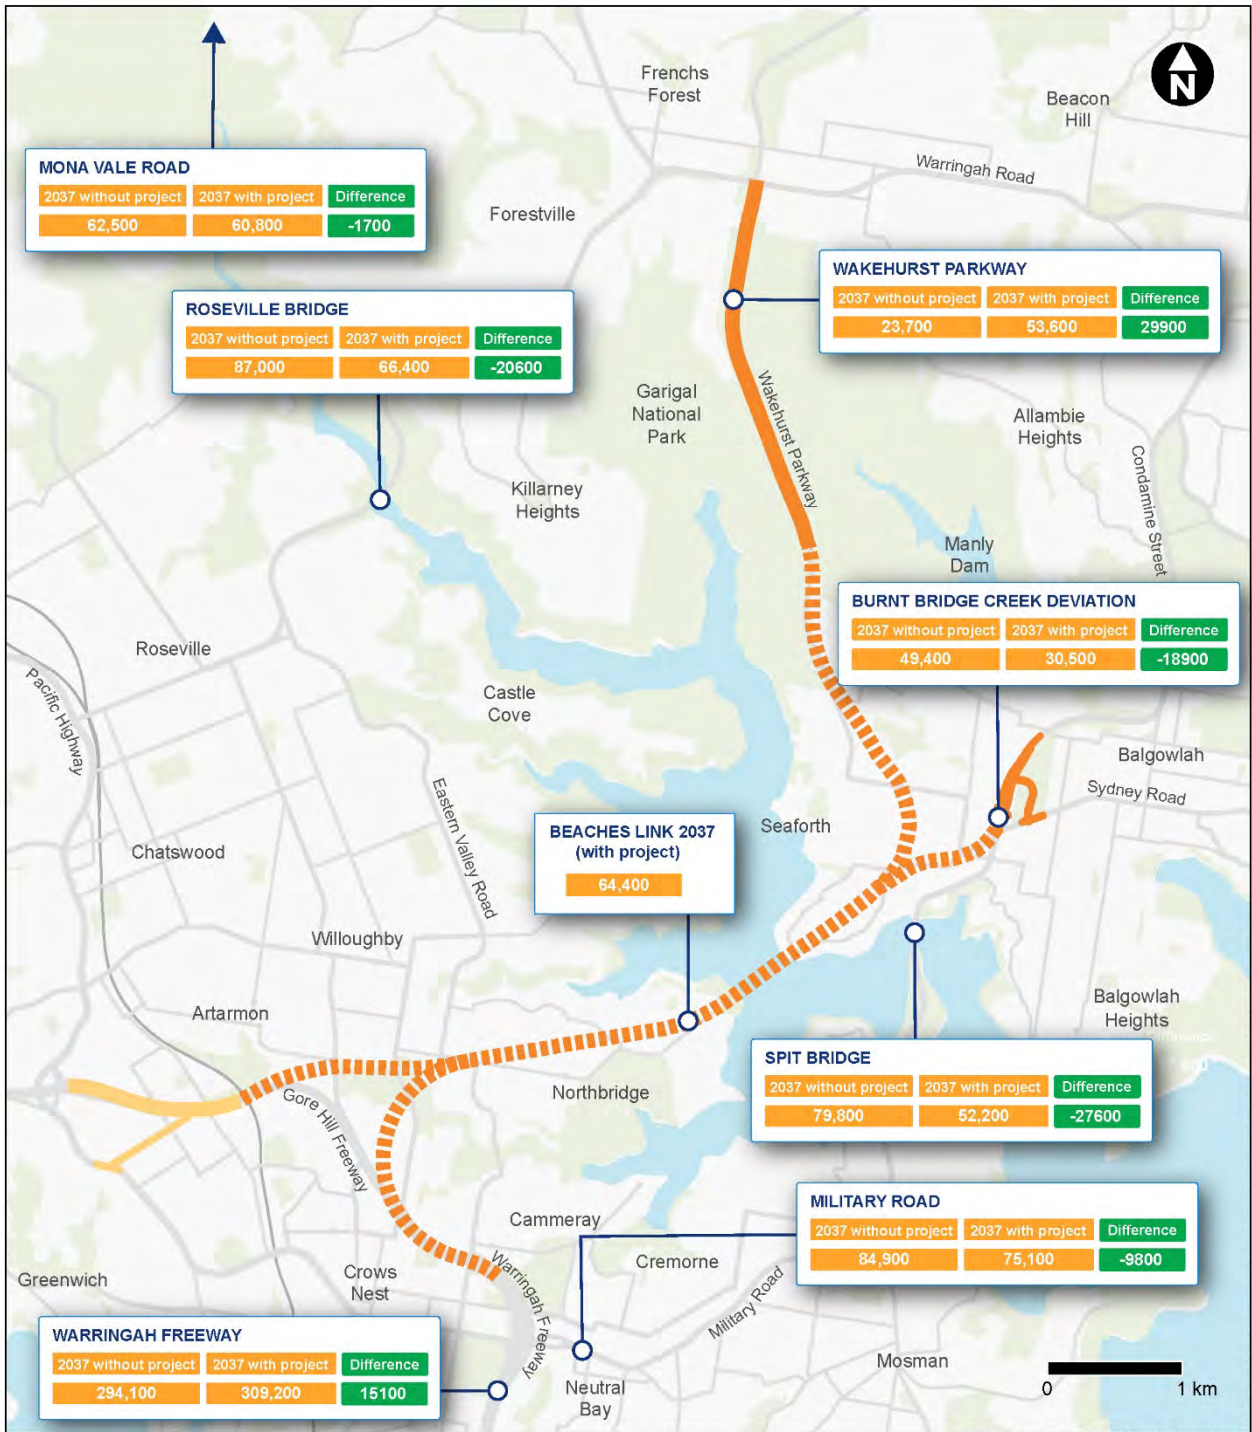 Frenchs
Forest
Beacon
Hill
N
Warringah Road
MONA VALE ROAD
2037 without project 2037 with project Difference
62,500 60,800 -1700
Forestville
WAKEHURST PARKWAY
2037 without project 2037 with project Difference
23,700 53,600 29900
ROSEVILLE BRIDGE
2037 without project 2037 with project Difference
87,000 66,400 -20600
Garigal
National
Park
Wakehurst Parkway
Allambie
Heights
Condamine Street
Killarney
Heights
Manly
Dam
BURNT BRIDGE CREEK DEVIATION
2037 without project 2037 with project Difference
49,400 30,500 -18900
Roseville
Pacific Highway
Castle
Cove
Balgowlah
Sydney Road
Eastern Valley Road
BEACHES LINK 2037
(with project)
64,400
Seaforth
Chatswood
Willoughby
Artarmon
Balgowlah
Heights
SPIT BRIDGE
2037 without project 2037 with project Difference
79,800 52,200 -27600
Gore Hill Freeway
Northbridge
MILITARY ROAD
2037 without project 2037 with project Difference
84,900 75,100 -9800
Cammeray
Cremorne
Greenwich
Crows
Nest
Warringah Freeway
Military Road
WARRINGAH FREEWAY
2037 without project 2037 with project Difference
294,100 309,200 15100
Mosman
Neutral
Bay
0 1 km